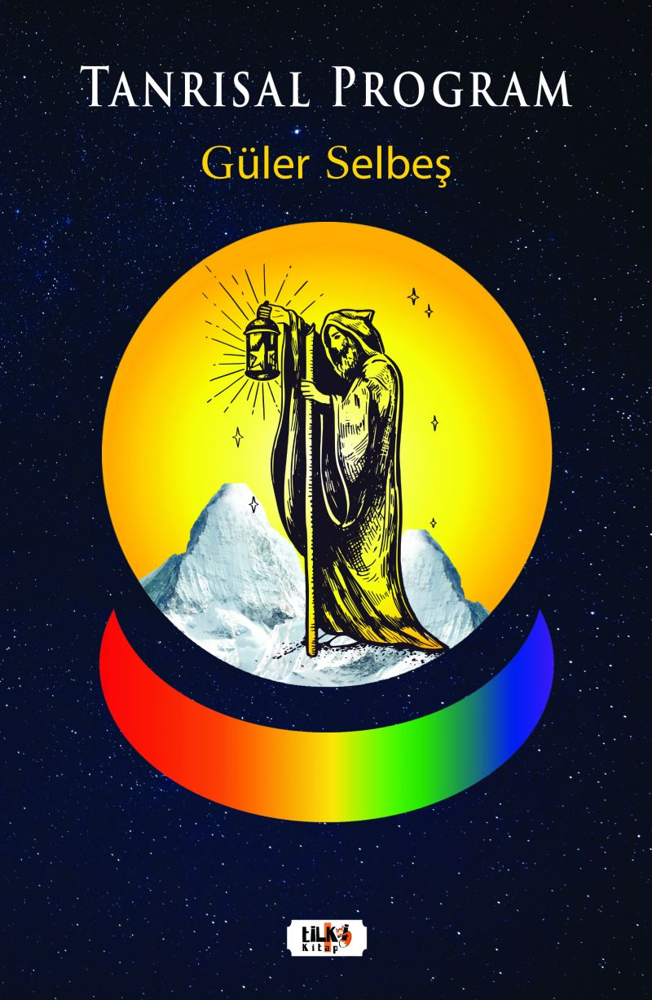 TANRISAL PROGRAM
Güler Selbeş
tiLKi
Kitap